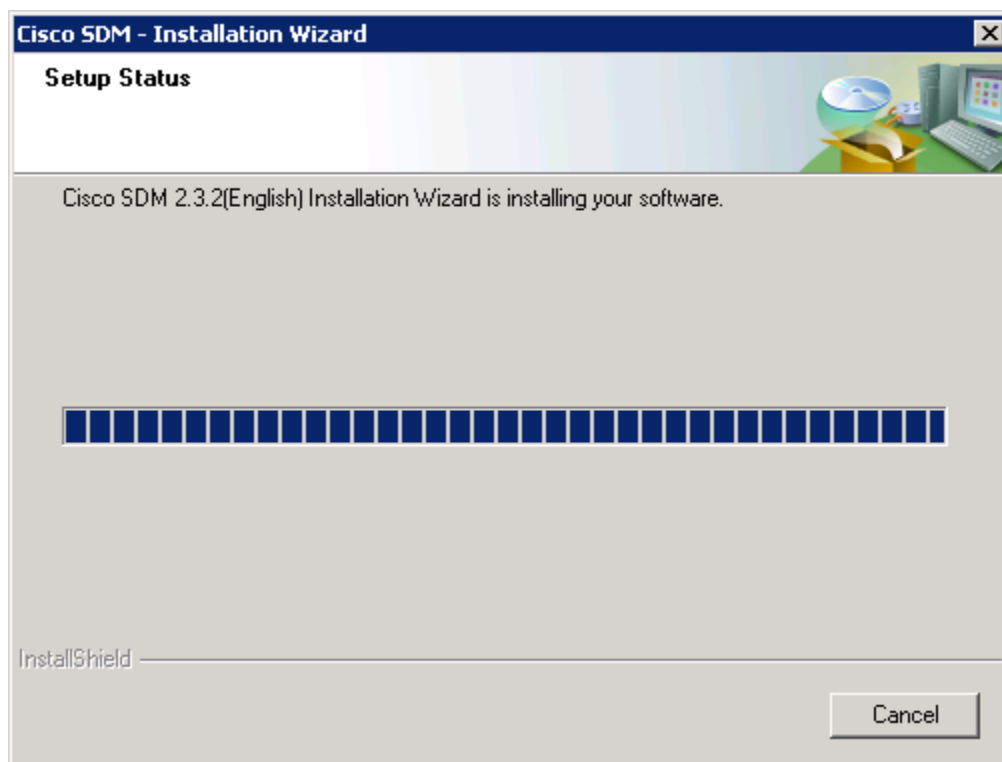 Cisco SDM - Installation Wizard
Setup Status
Cisco SDM 2.3.2(English) Installation Wizard is installing your software.
InstallShield
Cancel